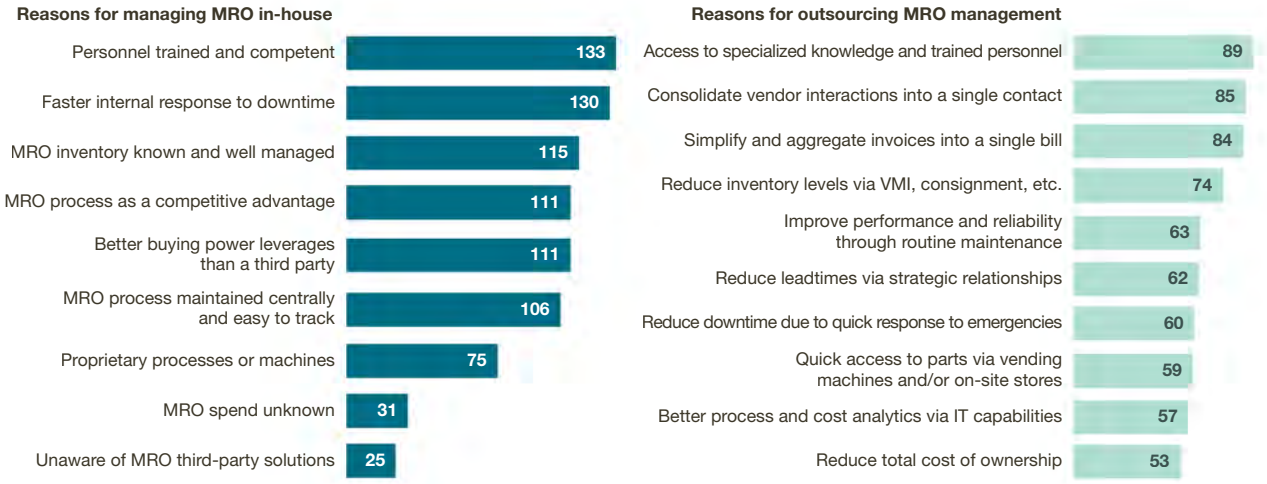 Reasons for managing MRO in-house
Personnel trained and competent
133
Faster internal response to downtime
130
MRO inventory known and well managed
115
MRO process as a competitive advantage
111
Better buying power leverages
than a third party
111
MRO process maintained centrally
and easy to track
106
Proprietary processes or machines
75
MRO spend unknown
31
Unaware of MRO third-party solutions
25
Reasons for outsourcing MRO management
Access to specialized knowledge and trained personnel
89
Consolidate vendor interactions into a single contact
85
Simplify and aggregate invoices into a single bill
84
Reduce inventory levels via VMI, consignment, etc.
74
Improve performance and reliability
through routine maintenance
63
Reduce leadtimes via strategic relationships
62
Reduce downtime due to quick response to emergencies
60
Quick access to parts via vending
machines and/or on-site stores
59
Better process and cost analytics via IT capabilities
57
Reduce total cost of ownership
53